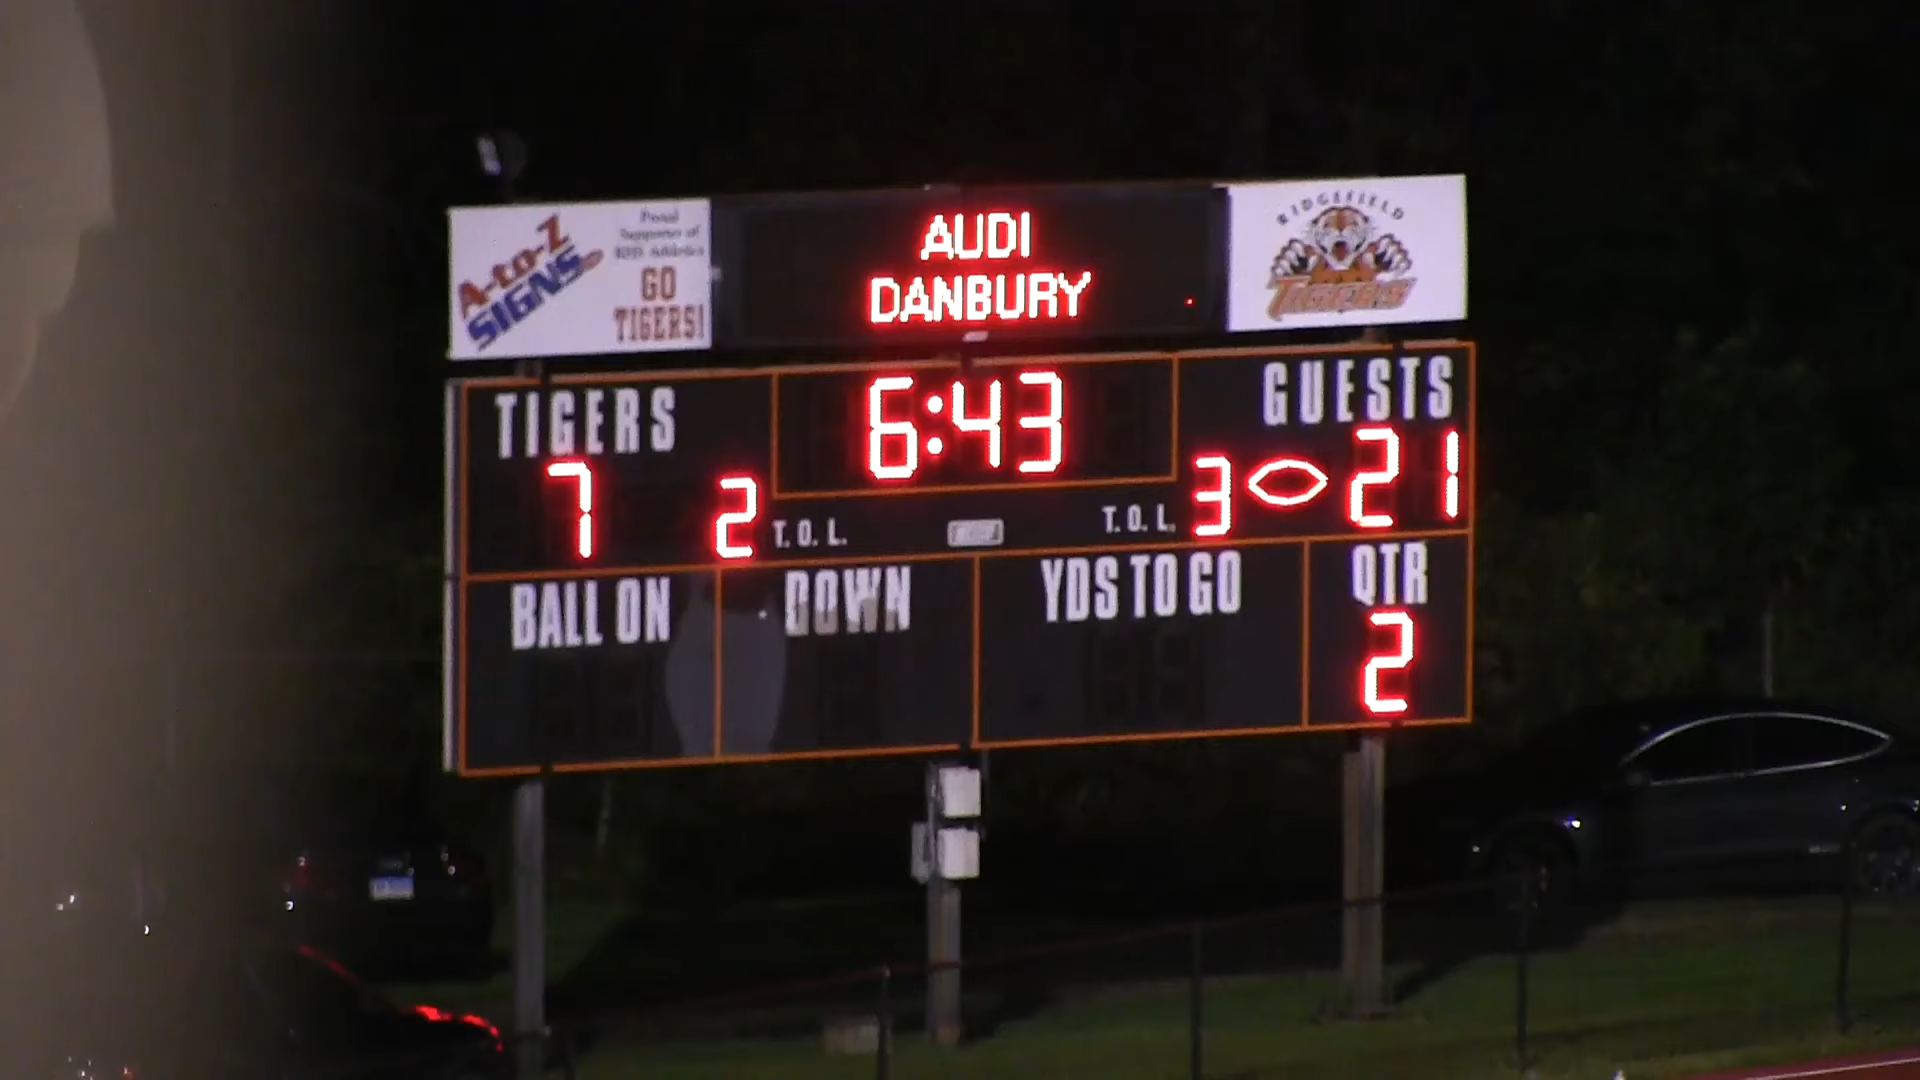 A-to-Z
SIGNS
Proud
Supporter of
RHS Athletics
GO
TIGERS!
AUDI
DANBURY
RIDGEFIELD
TIGERS
TIGERS
6:43
GUESTS
7
2
T. O. L.
T. O. L.
3
21
BALL ON
DOWN
YDS TO GO
QTR
2